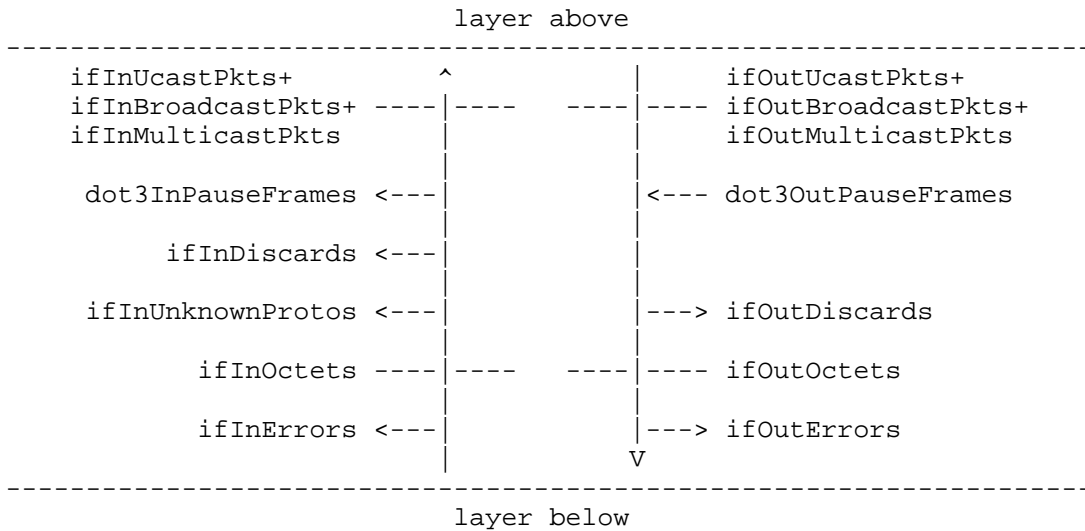 layer above
ifInUcastPkts+ ^ | ifOutUcastPkts+
ifInBroadcastPkts+ ----|---- ----|---- ifOutBroadcastPkts+
ifInMulticastPkts | | ifOutMulticastPkts
dot3InPauseFrames <---| |<--- dot3OutPauseFrames
ifInDiscards <---| |
ifInUnknownProtos <---| |---> ifOutDiscards
ifInOctets ----|---- ----|---- ifOutOctets
ifInErrors <---| |---> ifOutErrors
| V
layer below